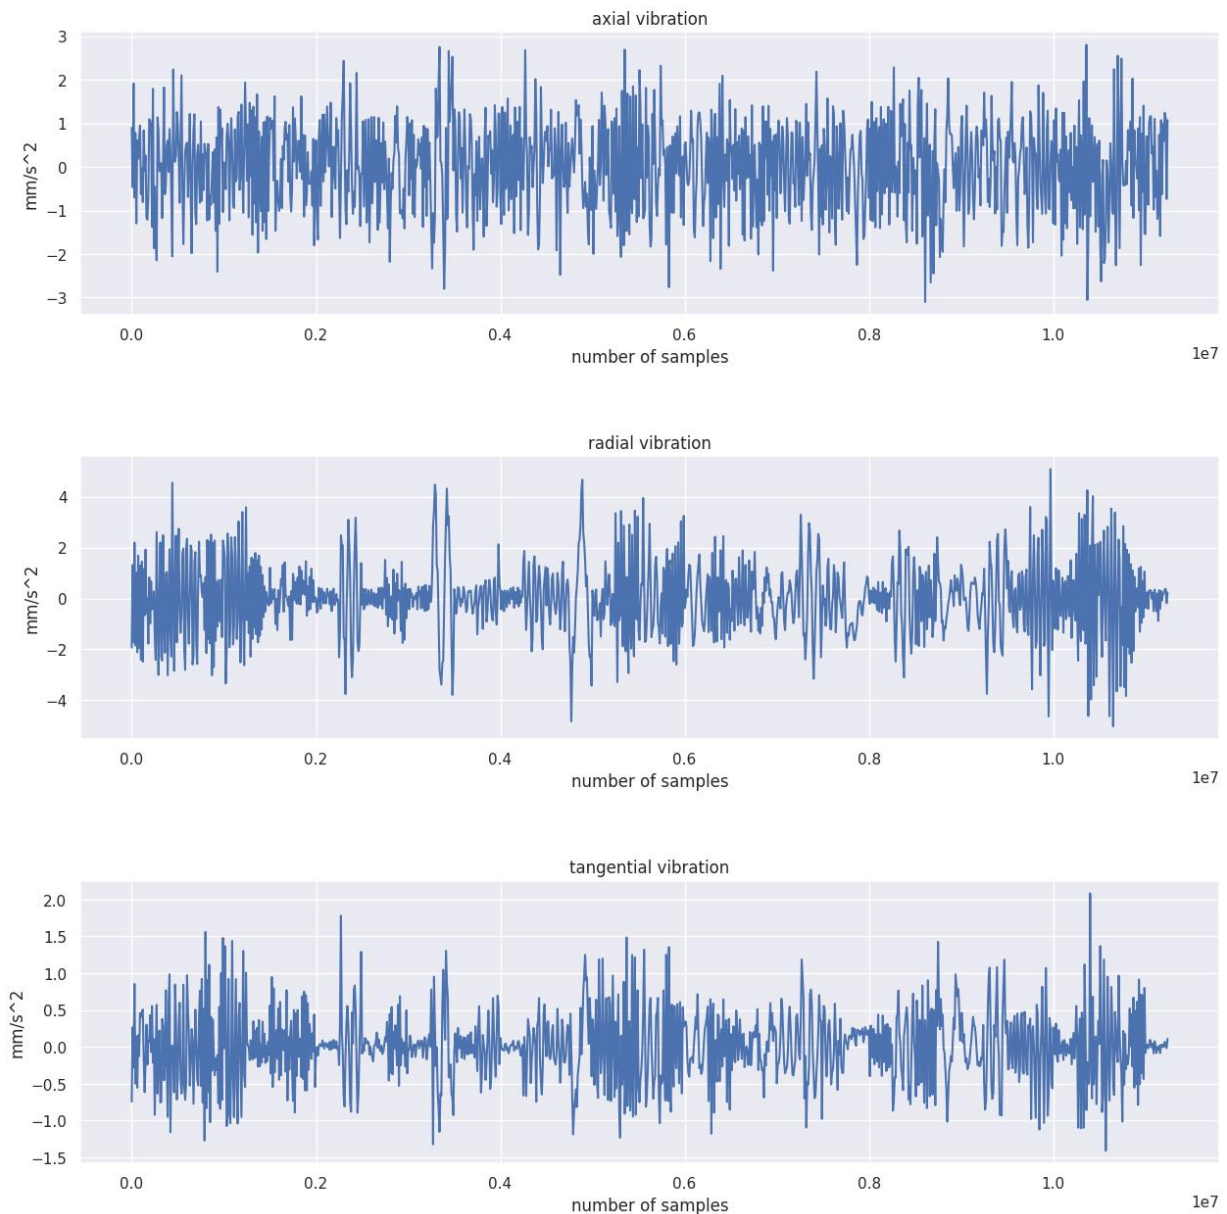 axial vibration
3
2
1
0
−1
−2
−3
mm/s^2
0.0 0.2 0.4 0.6 0.8 1.0
1e7
number of samples
radial vibration
4
2
0
−2
−4
mm/s^2
0.0 0.2 0.4 0.6 0.8 1.0
1e7
number of samples
tangential vibration
2.0
1.5
1.0
0.5
0.0
−0.5
−1.0
−1.5
mm/s^2
0.0 0.2 0.4 0.6 0.8 1.0
1e7
number of samples